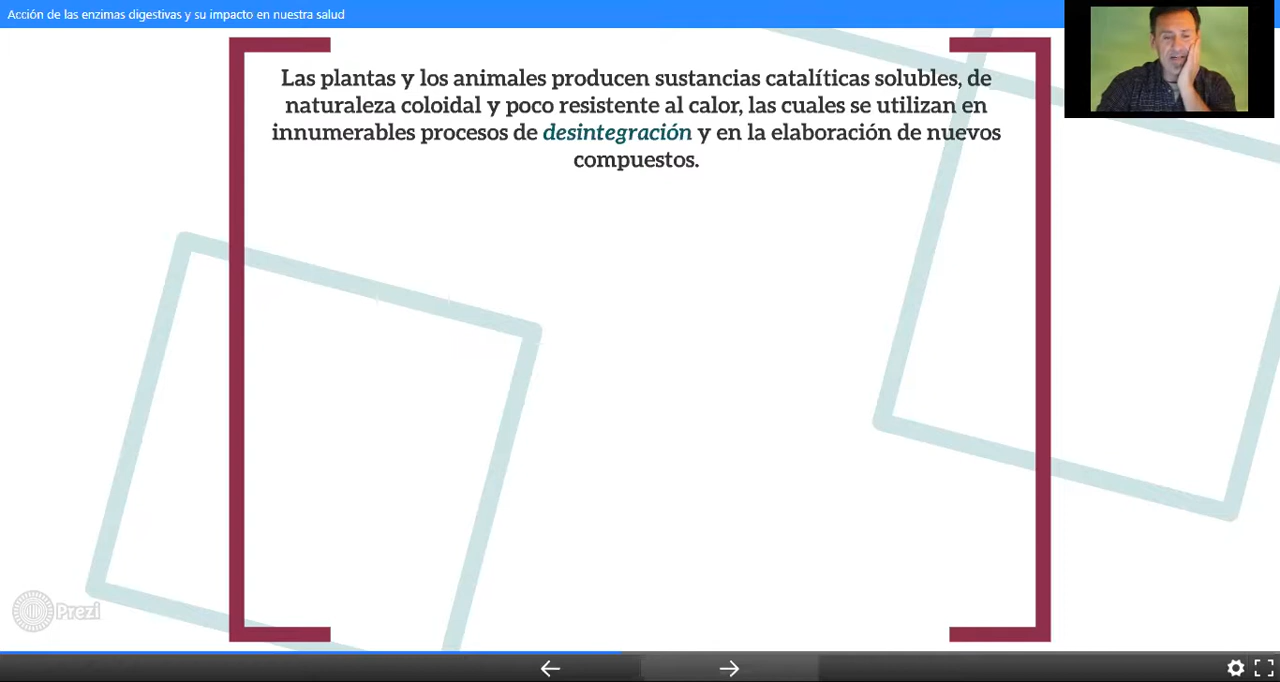 Acción de las enzimas digestivas y su impacto en nuestra salud
Las plantas y los animales producen sustancias catalíticas solubles, de
naturaleza coloidal y poco resistente al calor, las cuales se utilizan en
innumerables procesos de desintegración y en la elaboración de nuevos
compuestos.
Prezi